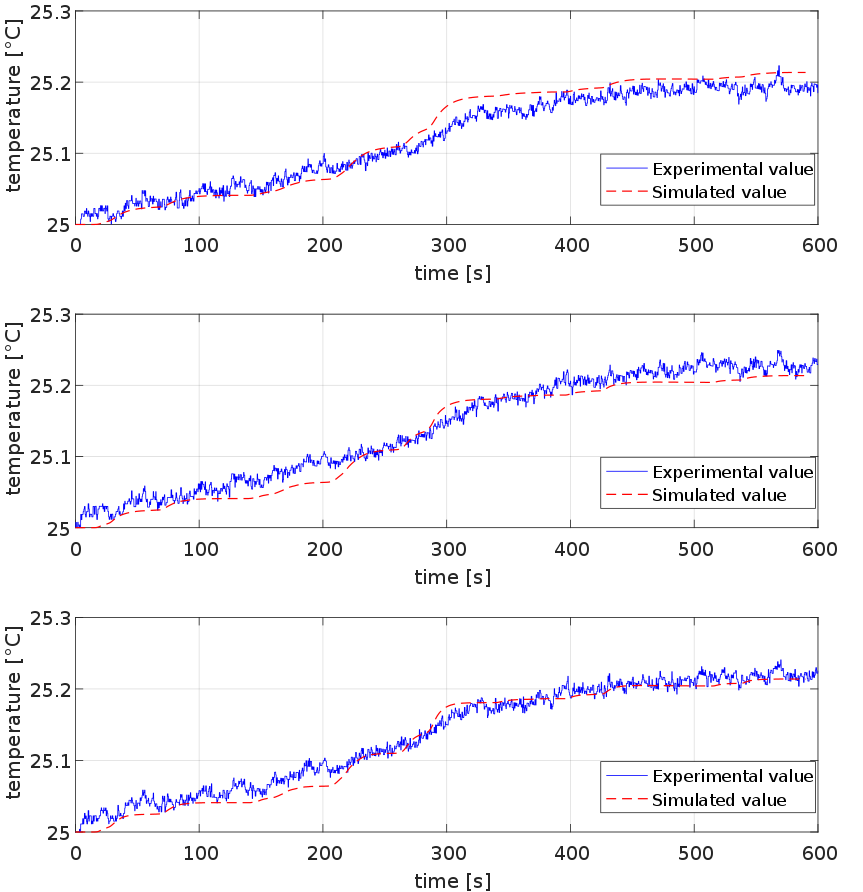 25.3
25.2
25.1
25
temperature [°C]
Experimental value
Simulated value
0 100 200 300 400 500 600
time [s]
25.3
25.2
25.1
25
temperature [°C]
Experimental value
Simulated value
0 100 200 300 400 500 600
time [s]
25.3
25.2
25.1
25
temperature [°C]
Experimental value
Simulated value
0 100 200 300 400 500 600
time [s]